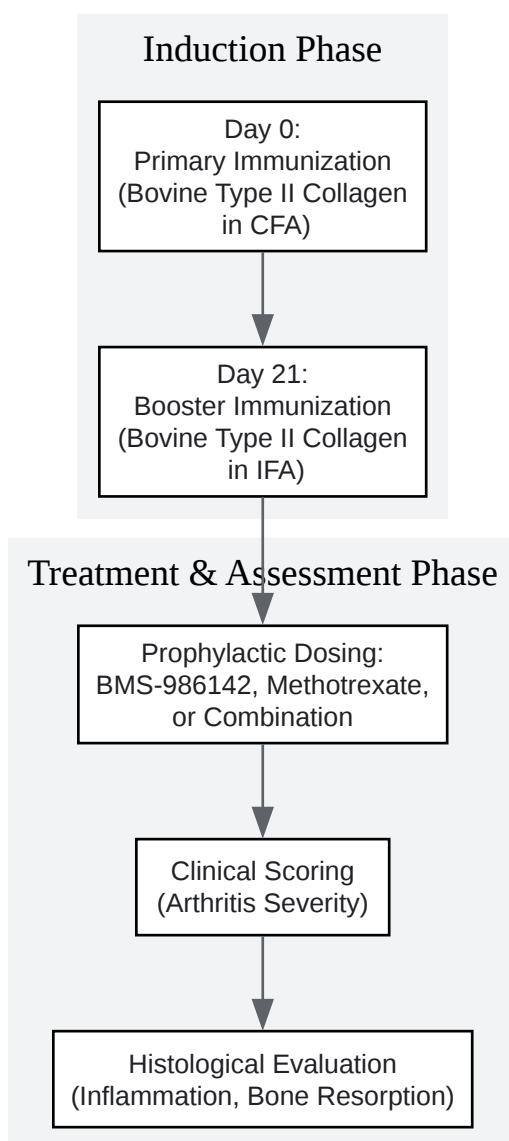 Induction Phase
Day 0:
Primary Immunization
(Bovine Type II Collagen
in CFA)
Day 21:
Booster Immunization
(Bovine Type II Collagen
in IFA)
Treatment & Assessment Phase
Prophylactic Dosing:
BMS-986142, Methotrexate,
or Combination
Clinical Scoring
(Arthritis Severity)
Histological Evaluation
(Inflammation, Bone Resorption)